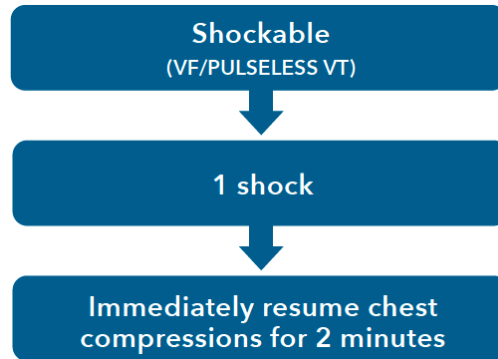 Shockable
(VF/PULSELESS VT)
1 shock
Immediately resume chest
compressions for 2 minutes